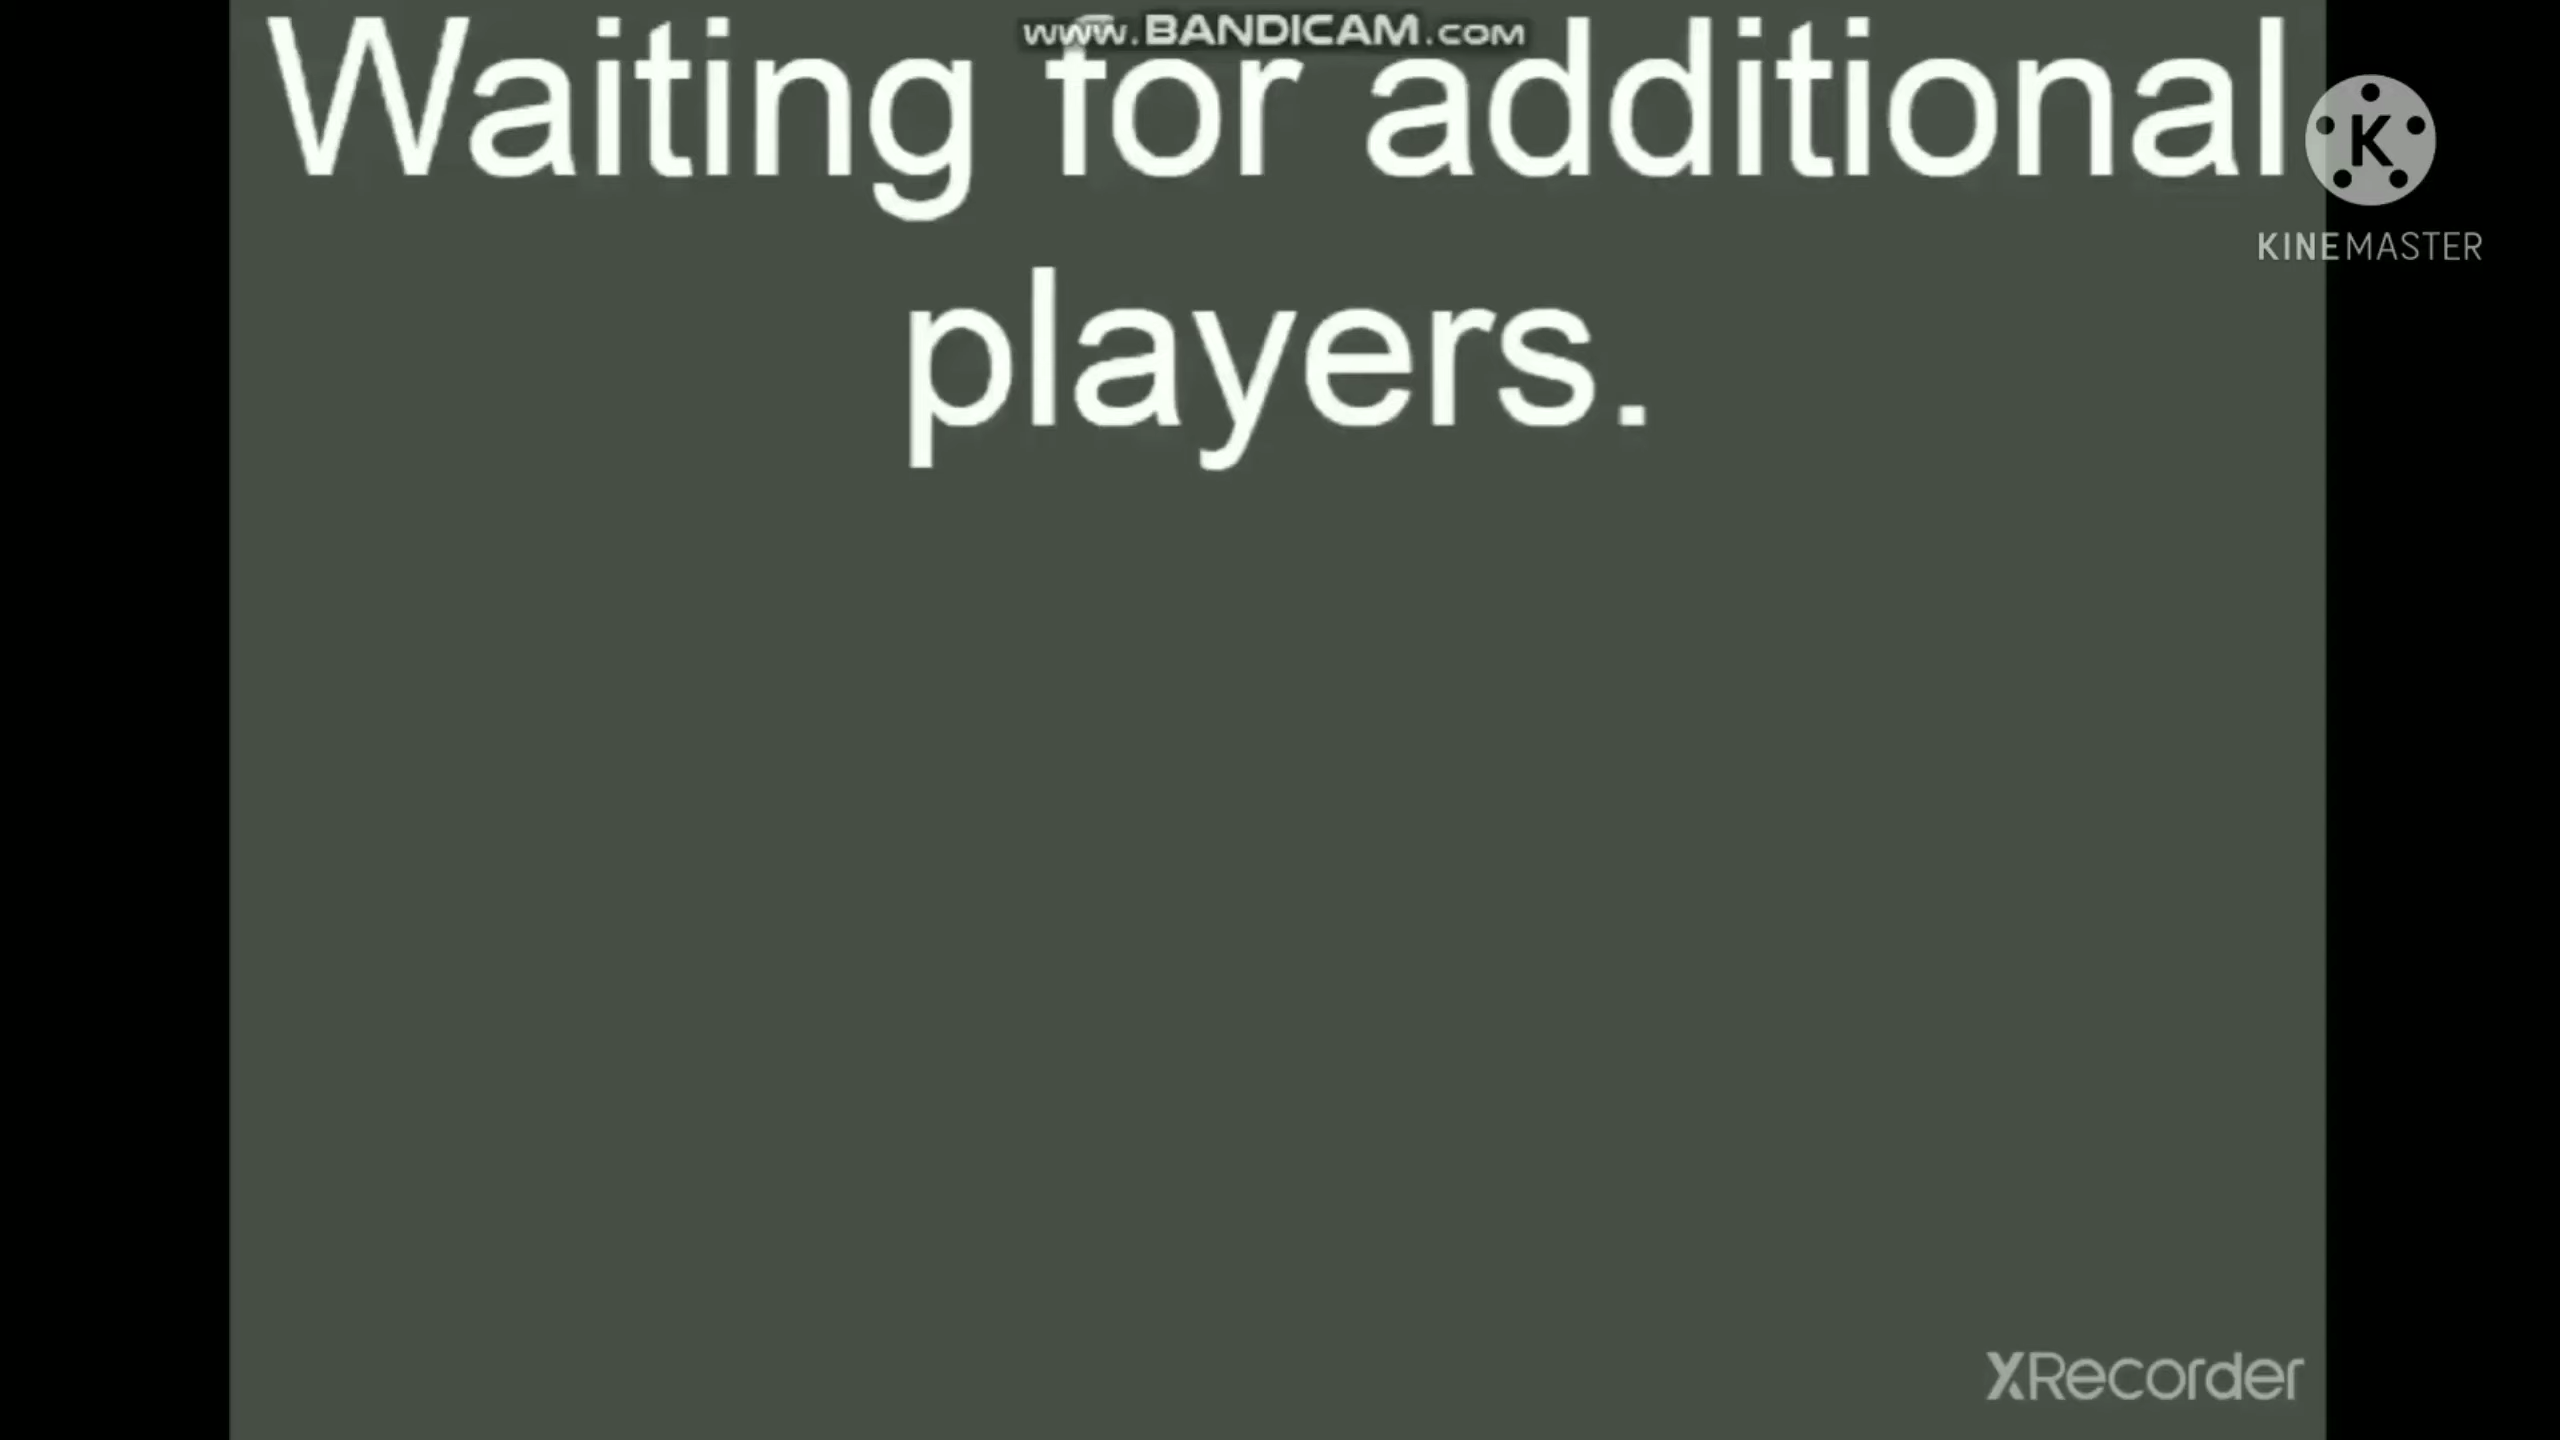 www.BANDICAM.com
Waiting for additional
players.
K
KINEMASTER
XRecorder